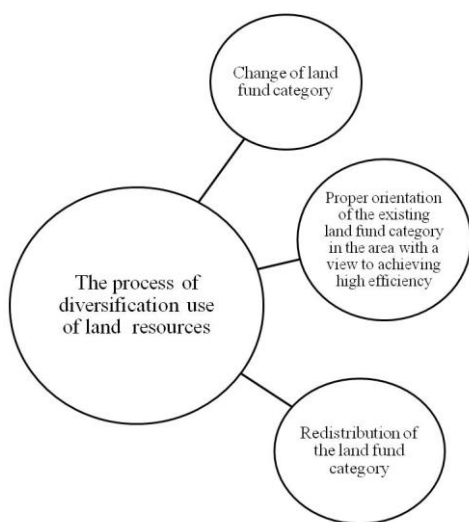 Change of land
fund category
Proper orientation
of the existing
land fund category
in the area with a
view to achieving
high efficiency
The process of
diversification use
of land resources
Redistribution of
the land fund
category